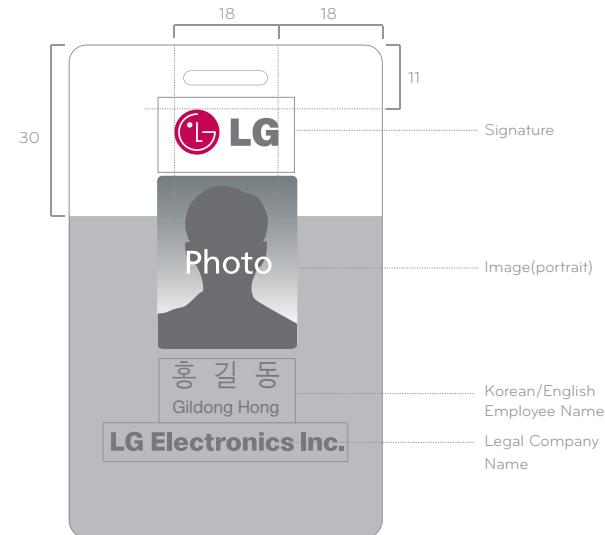 18
18
11
30
LG
Signature
Photo
Image(portrait)
홍 길 동
Gildong Hong
Korean/English
Employee Name
LG Electronics Inc.
Legal Company
Name